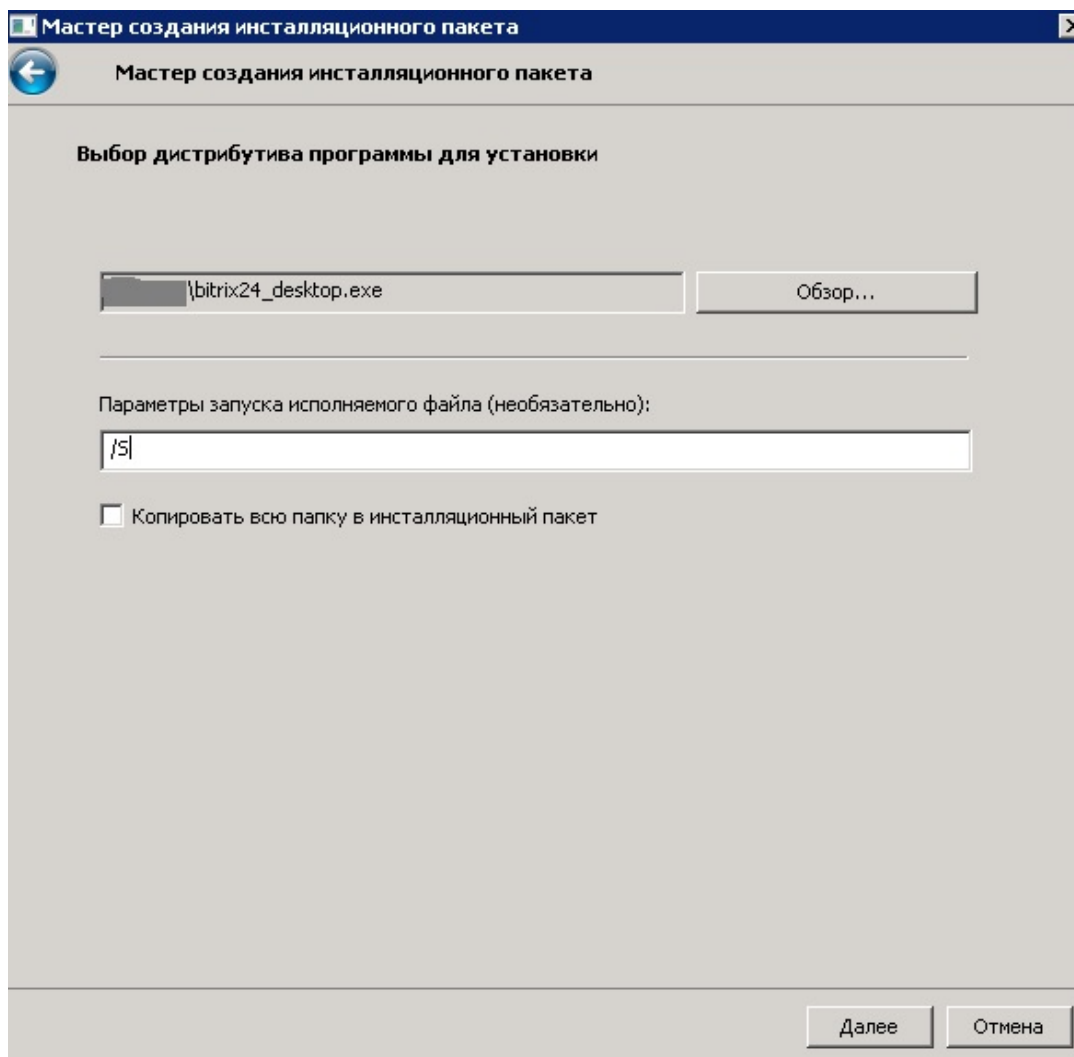 Мастер создания инсталляционного пакета
Мастер создания инсталляционного пакета
Выбор дистрибутива программы для установки
\bitrix24_desktop.exe
Обзор...
Параметры запуска исполняемого файла (необязательно):
/S
Копировать всю папку в инсталляционный пакет
Далее
Отмена